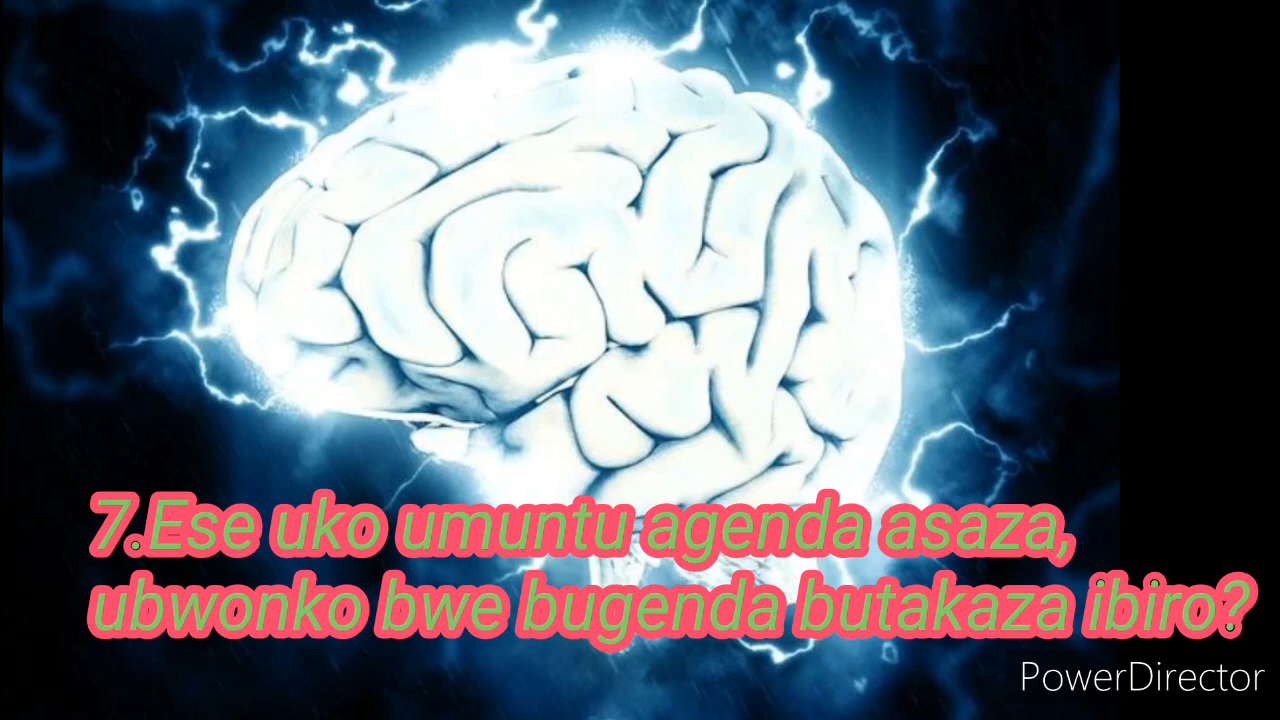 7.Ese uko umuntu agenda asaza,
ubwonko bwe bugenda butakaza ibiro?
PowerDirector